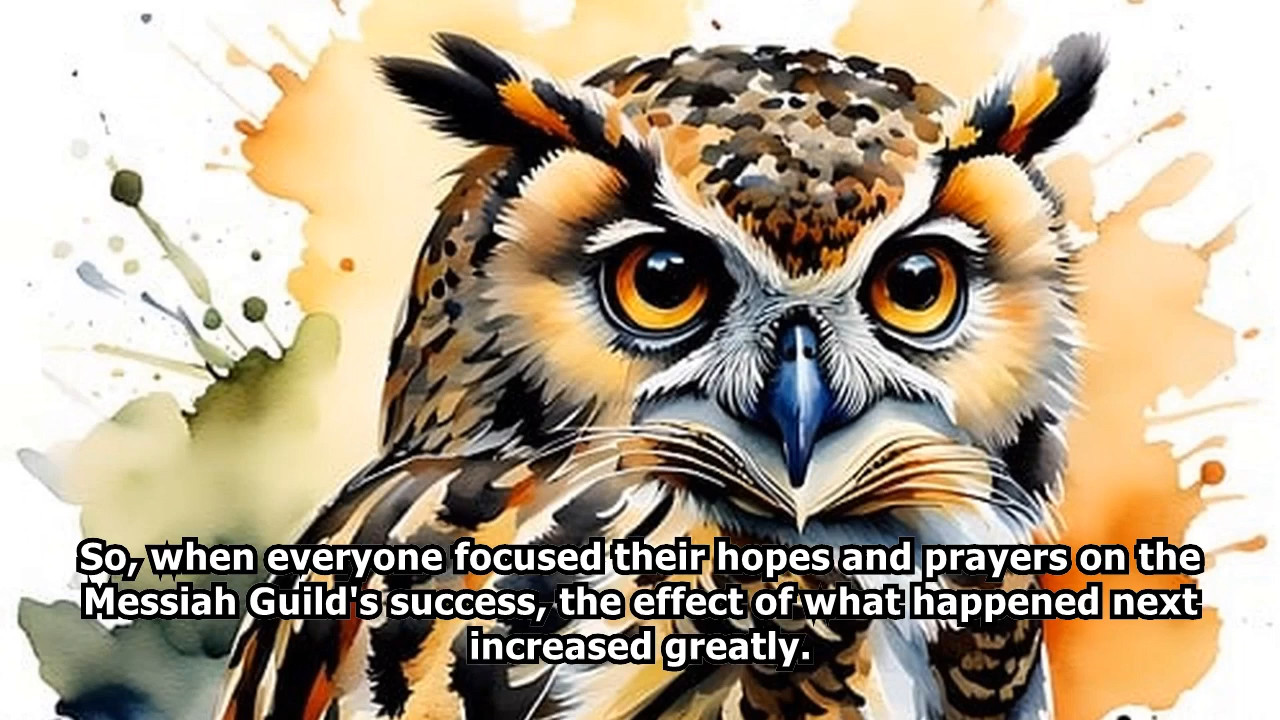 So, when everyone focused their hopes and prayers on the
Messiah Guild's success, the effect of what happened next
increased greatly.